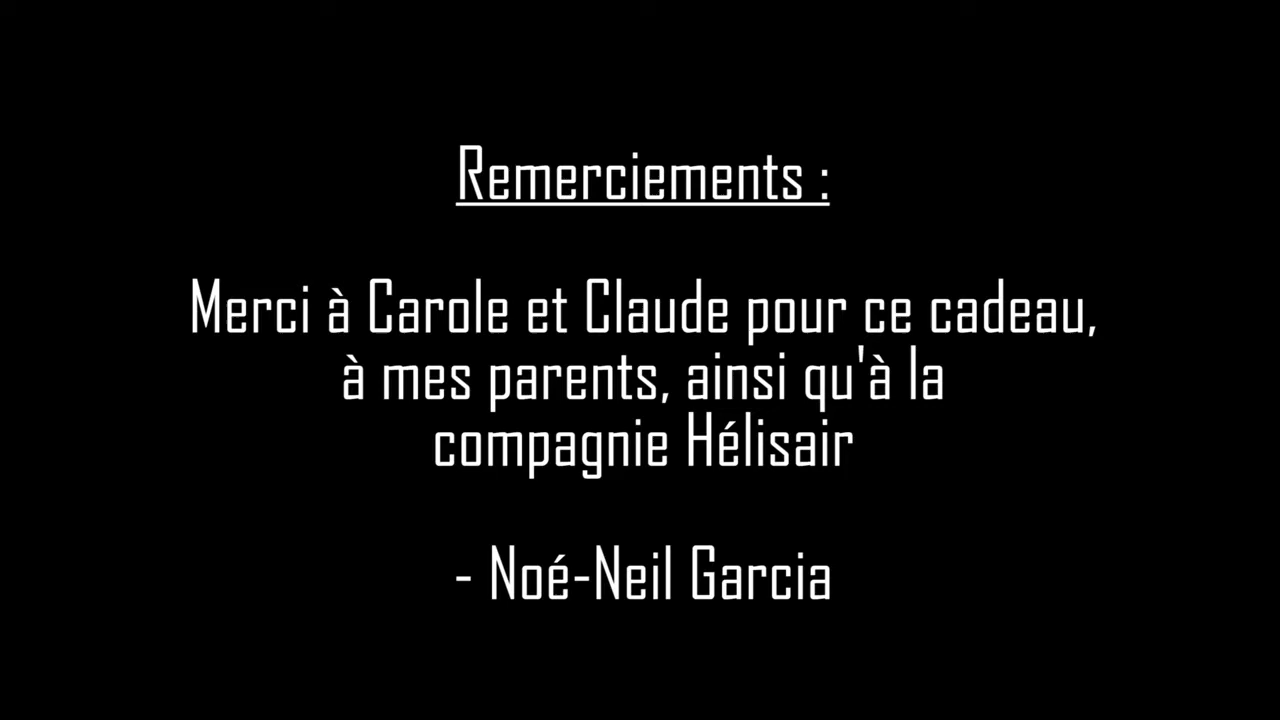 Remerciements :
Merci à Carole et Claude pour ce cadeau,
à mes parents, ainsi qu'à la
compagnie Hélisair
- Noé-Neil Garcia